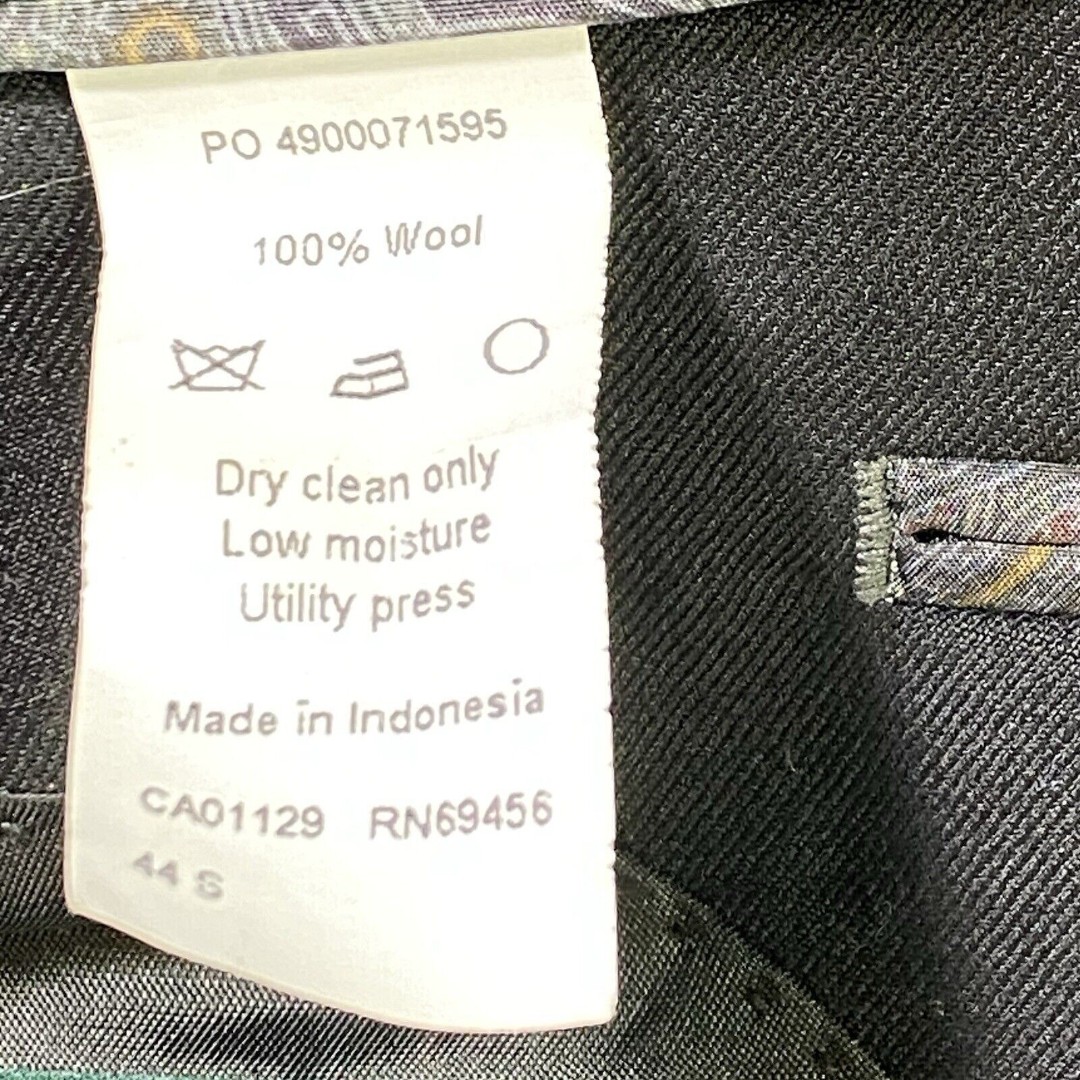 PO 4900071595
100% Wool
Dry clean only
Low moisture
Utility press
Made in Indonesia
CA01129 RN69456
44 S